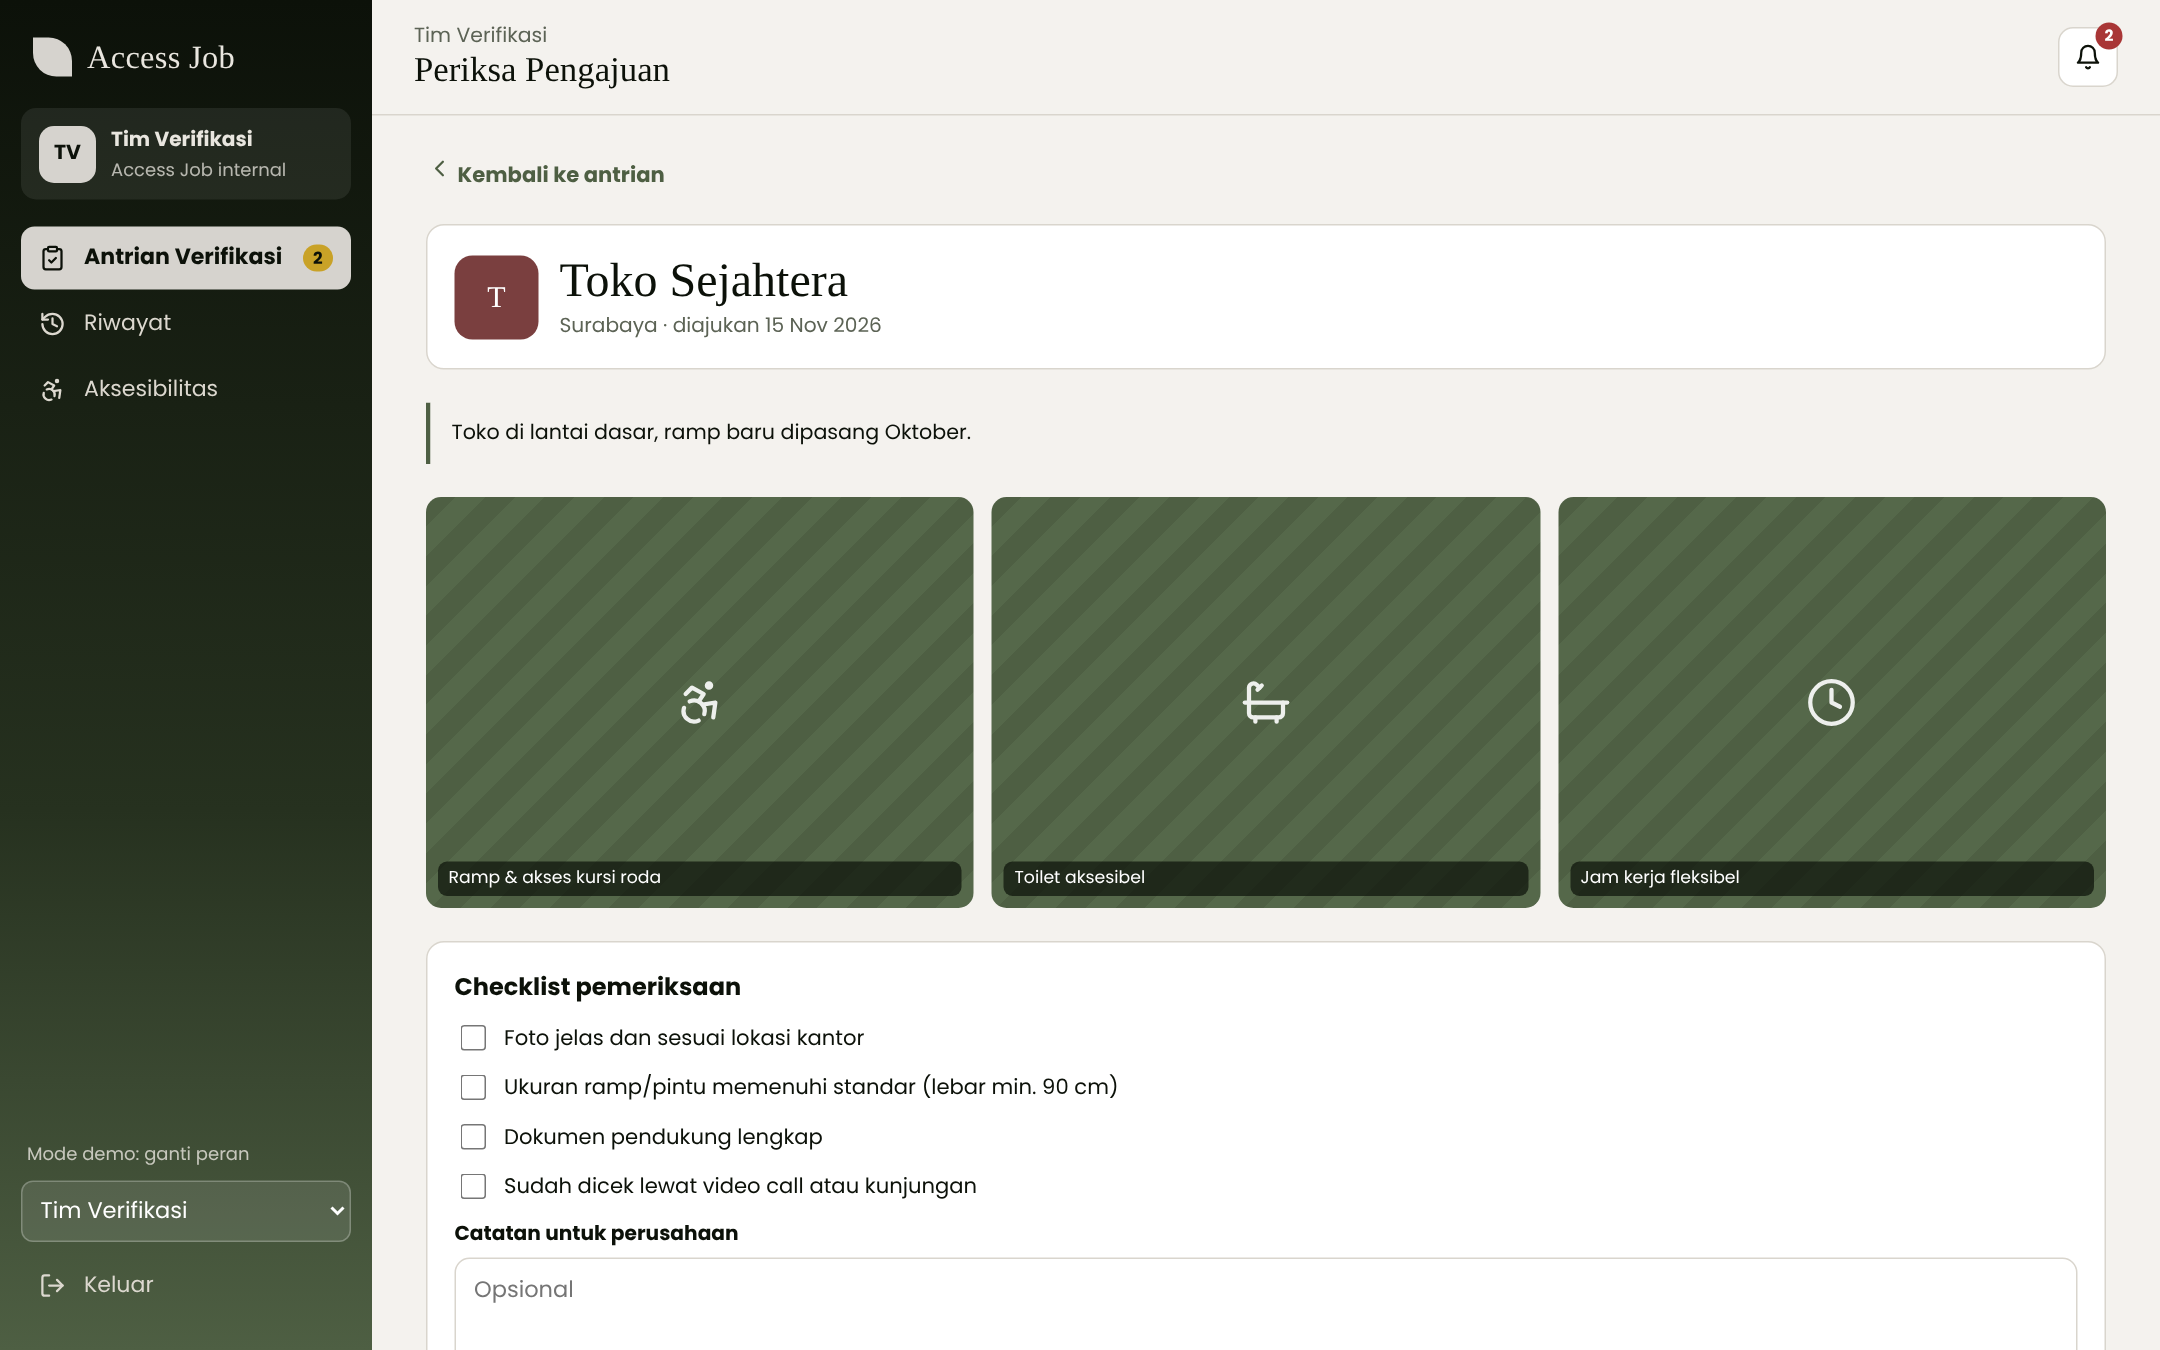 Access Job
TV
Tim Verifikasi
Access Job internal
Antrian Verifikasi 2
Riwayat
Aksesibilitas
Mode demo: ganti peran
Tim Verifikasi
Keluar
Tim Verifikasi
Periksa Pengajuan
2
Kembali ke antrian
T
Toko Sejahtera
Surabaya · diajukan 15 Nov 2026
Toko di lantai dasar, ramp baru dipasang Oktober.
Ramp & akses kursi roda
Toilet aksesibel
Jam kerja fleksibel
Checklist pemeriksaan
Foto jelas dan sesuai lokasi kantor
Ukuran ramp/pintu memenuhi standar (lebar min. 90 cm)
Dokumen pendukung lengkap
Sudah dicek lewat video call atau kunjungan
Catatan untuk perusahaan
Opsional